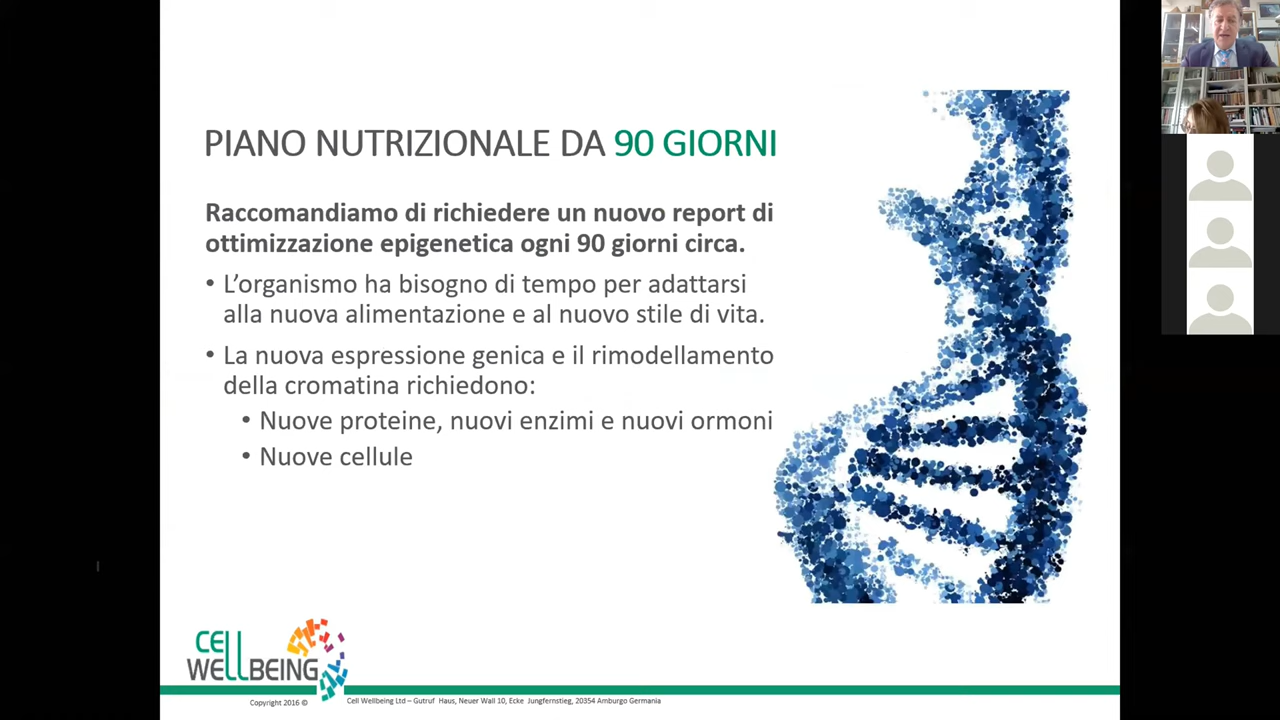 PIANO NUTRIZIONALE DA 90 GIORNI
Raccomandiamo di richiedere un nuovo report di
ottimizzazione epigenetica ogni 90 giorni circa.
• L’organismo ha bisogno di tempo per adattarsi
alla nuova alimentazione e al nuovo stile di vita.
• La nuova espressione genica e il rimodellamento
della cromatina richiedono:
• Nuove proteine, nuovi enzimi e nuovi ormoni
• Nuove cellule
CELL
WELLBEING
Copyright 2016 ©
Cell Wellbeing Ltd – Gutruf Haus, Neuer Wall 10, Ecke Jungfernstieg, 20354 Amburgo Germania